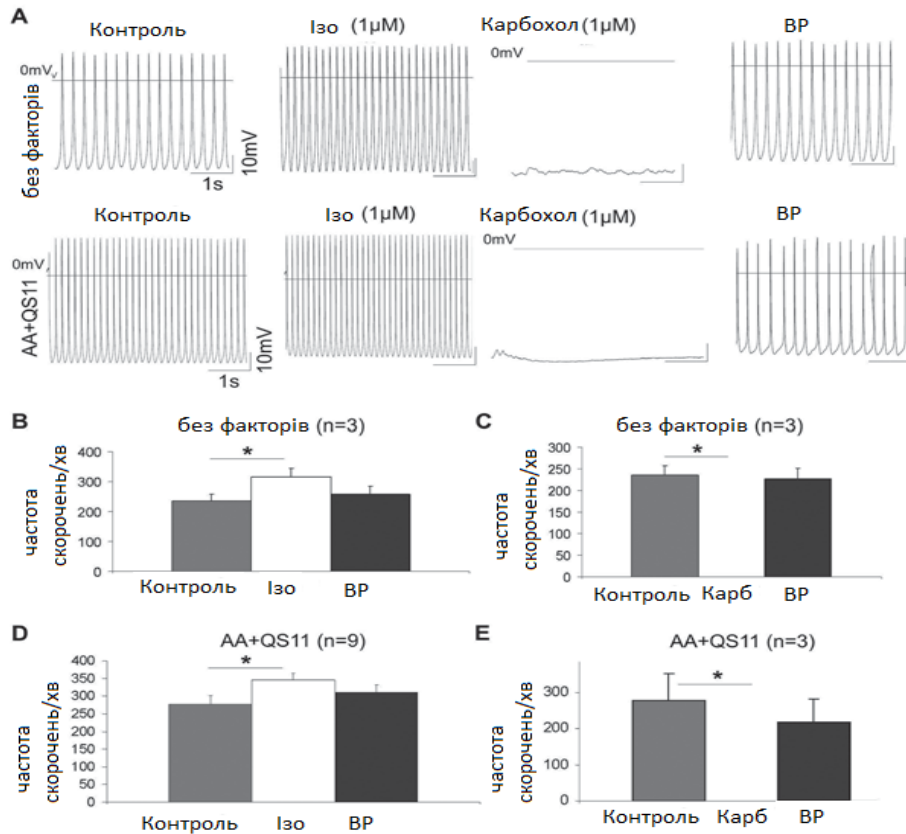 A
Контроль
Ізо (1µM)
Карбохол (1µM)
ВР
без факторів
0mV
0mV
10mV
1s
Контроль
Ізо (1µM)
Карбохол (1µM)
ВР
AA+QS11
0mV
0mV
10mV
1s
B
без факторів (n=3)
частота
скорочень/хв
400
300
200
100
0
Контроль Ізо ВР
C
без факторів (n=3)
частота
скорочень/хв
300
250
200
150
100
50
0
*
Контроль Карб ВР
D
AA+QS11 (n=9)
частота
скорочень/хв
400
350
300
250
200
150
100
50
0
*
Контроль Ізо ВР
E
AA+QS11 (n=3)
частота
скорочень/хв
300
200
100
0
*
Контроль Карб ВР